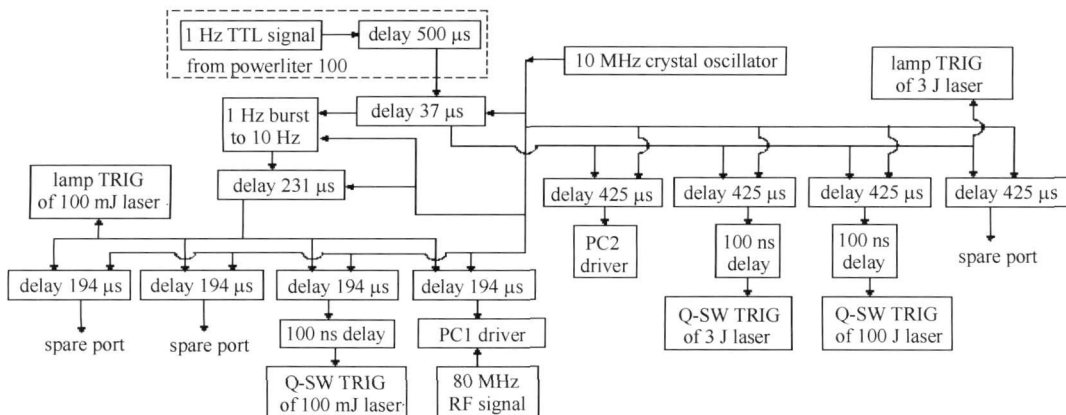 1 Hz TTL signal
delay 500 μs
from powerliter 100
10 MHz crystal oscillator
lamp TRIG
of 3 J laser
1 Hz burst
to 10 Hz
delay 37 μs
delay 231 μs
lamp TRIG
of 100 mJ laser
delay 425 μs
delay 425 μs
delay 425 μs
delay 425 μs
PC2
driver
100 ns
delay
100 ns
delay
spare port
delay 194 μs
delay 194 μs
delay 194 μs
delay 194 μs
Q-SW TRIG
of 3 J laser
Q-SW TRIG
of 100 J laser
spare port
spare port
100 ns delay
PC1 driver
Q-SW TRIG
of 100 mJ laser
80 MHz
RF signal